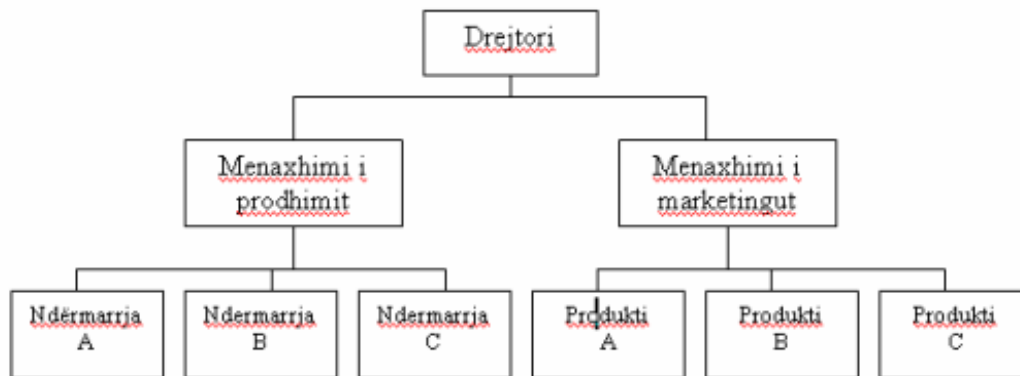 Drejtori
Menaxhimi i
prodhimit
Menaxhimi i
marketingut
Ndërmarrja
A
Ndermarrja
B
Ndermarrja
C
Produkti
A
Produkti
B
Produkti
C